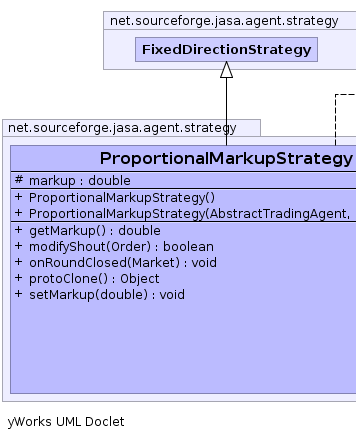 net.sourceforge.jasa.agent.strategy
FixedDirectionStrategy
net.sourceforge.jasa.agent.strategy
ProportionalMarkupStrategy
# markup : double
+ ProportionalMarkupStrategy()
+ ProportionalMarkupStrategy(AbstractTradingAgent,
+ getMarkup() : double
+ modifyShout(Order) : boolean
+ onRoundClosed(Market) : void
+ protoClone() : Object
+ setMarkup(double) : void
yWorks UML Doclet